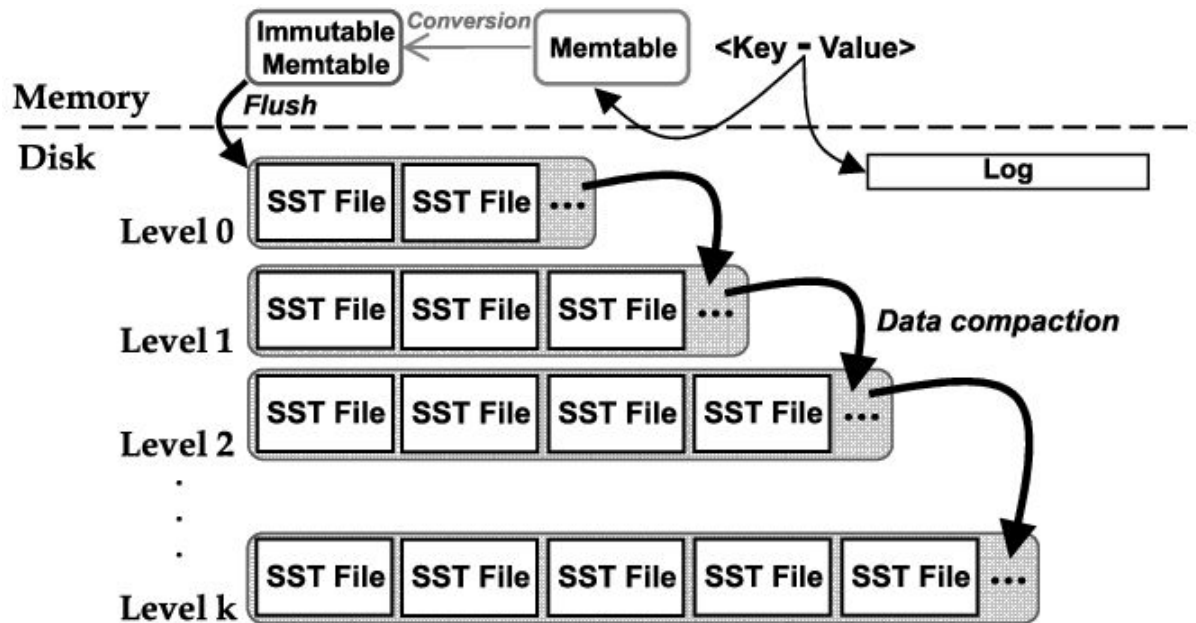 Immutable
Memtable
Conversion
Memtable
<Key - Value>
Memory
Flush
Disk
Log
SST File SST File ...
Level 0
SST File SST File SST File ...
Level 1
Data compaction
SST File SST File SST File SST File ...
Level 2
.
.
.
SST File SST File SST File SST File SST File ...
Level k